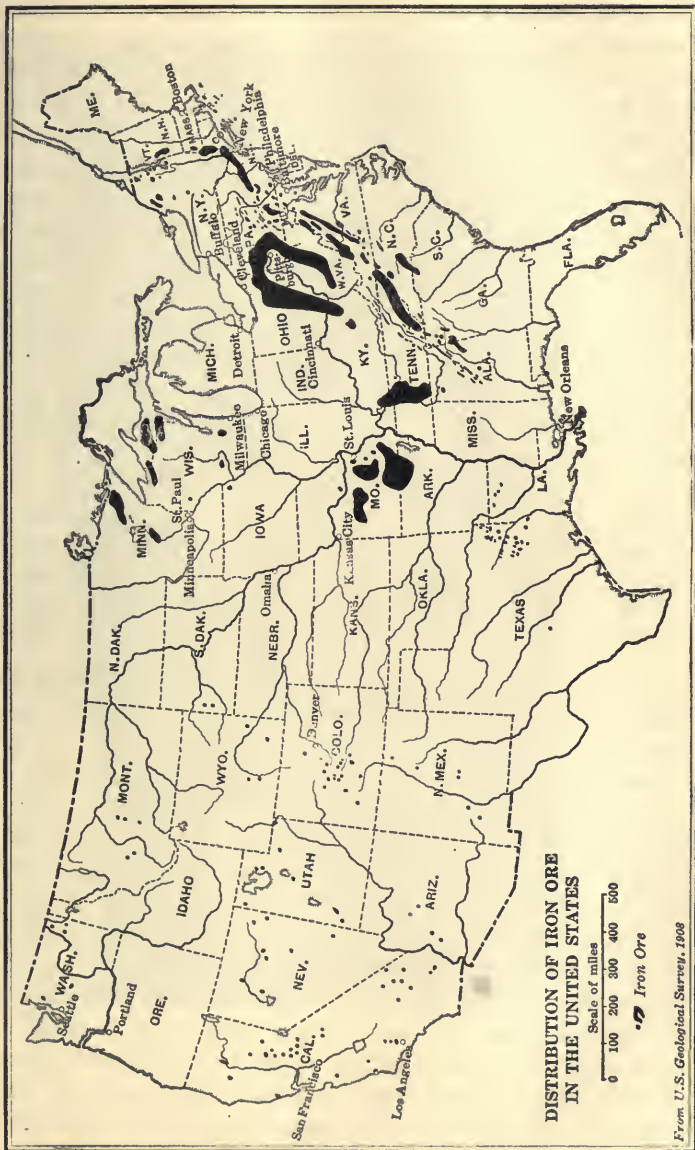 ME.
VT.
N.H.
MASS.
Boston
N.Y.
New York
Buffalo
Cleveland
PA.
Philadelphia
Baltimore
DEL.
MD.
Pitts-
burgh
W.VA.
VA.
OHIO
Cincinnati
IND.
MICH.
Detroit
WIS.
Milwaukee
Chicago
ILL.
St. Louis
KY.
TENN.
N.C.
S.C.
GA.
FLA.
ALA.
MISS.
New Orleans
LA.
ARK.
MO.
Kansas City
IOWA
MINN.
St. Paul
Minneapolis
N. DAK.
S. DAK.
NEBR.
Omaha
KANS.
OKLA.
TEXAS
MONT.
WYO.
COLO.
Denver
N. MEX.
IDAHO
UTAH
ARIZ.
WASH.
Seattle
Portland
ORE.
NEV.
CAL.
San Francisco
Los Angeles
DISTRIBUTION OF IRON ORE
IN THE UNITED STATES
Scale of miles
0 100 200 300 400 500
Iron Ore
From U.S. Geological Survey, 1908